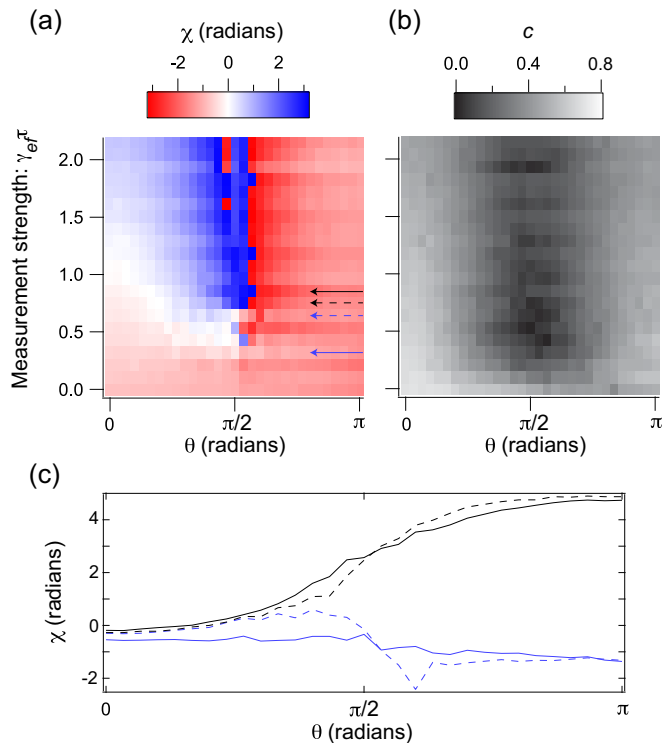 (a)
χ (radians)
-2 0 2
(b)
c
0.0 0.4 0.8
Measurement strength: γ_ef τ
2.0
1.5
1.0
0.5
0.0
0 π/2 π
θ (radians)
0 π/2 π
θ (radians)
(c)
χ (radians)
4
2
0
-2
0 π/2 π
θ (radians)